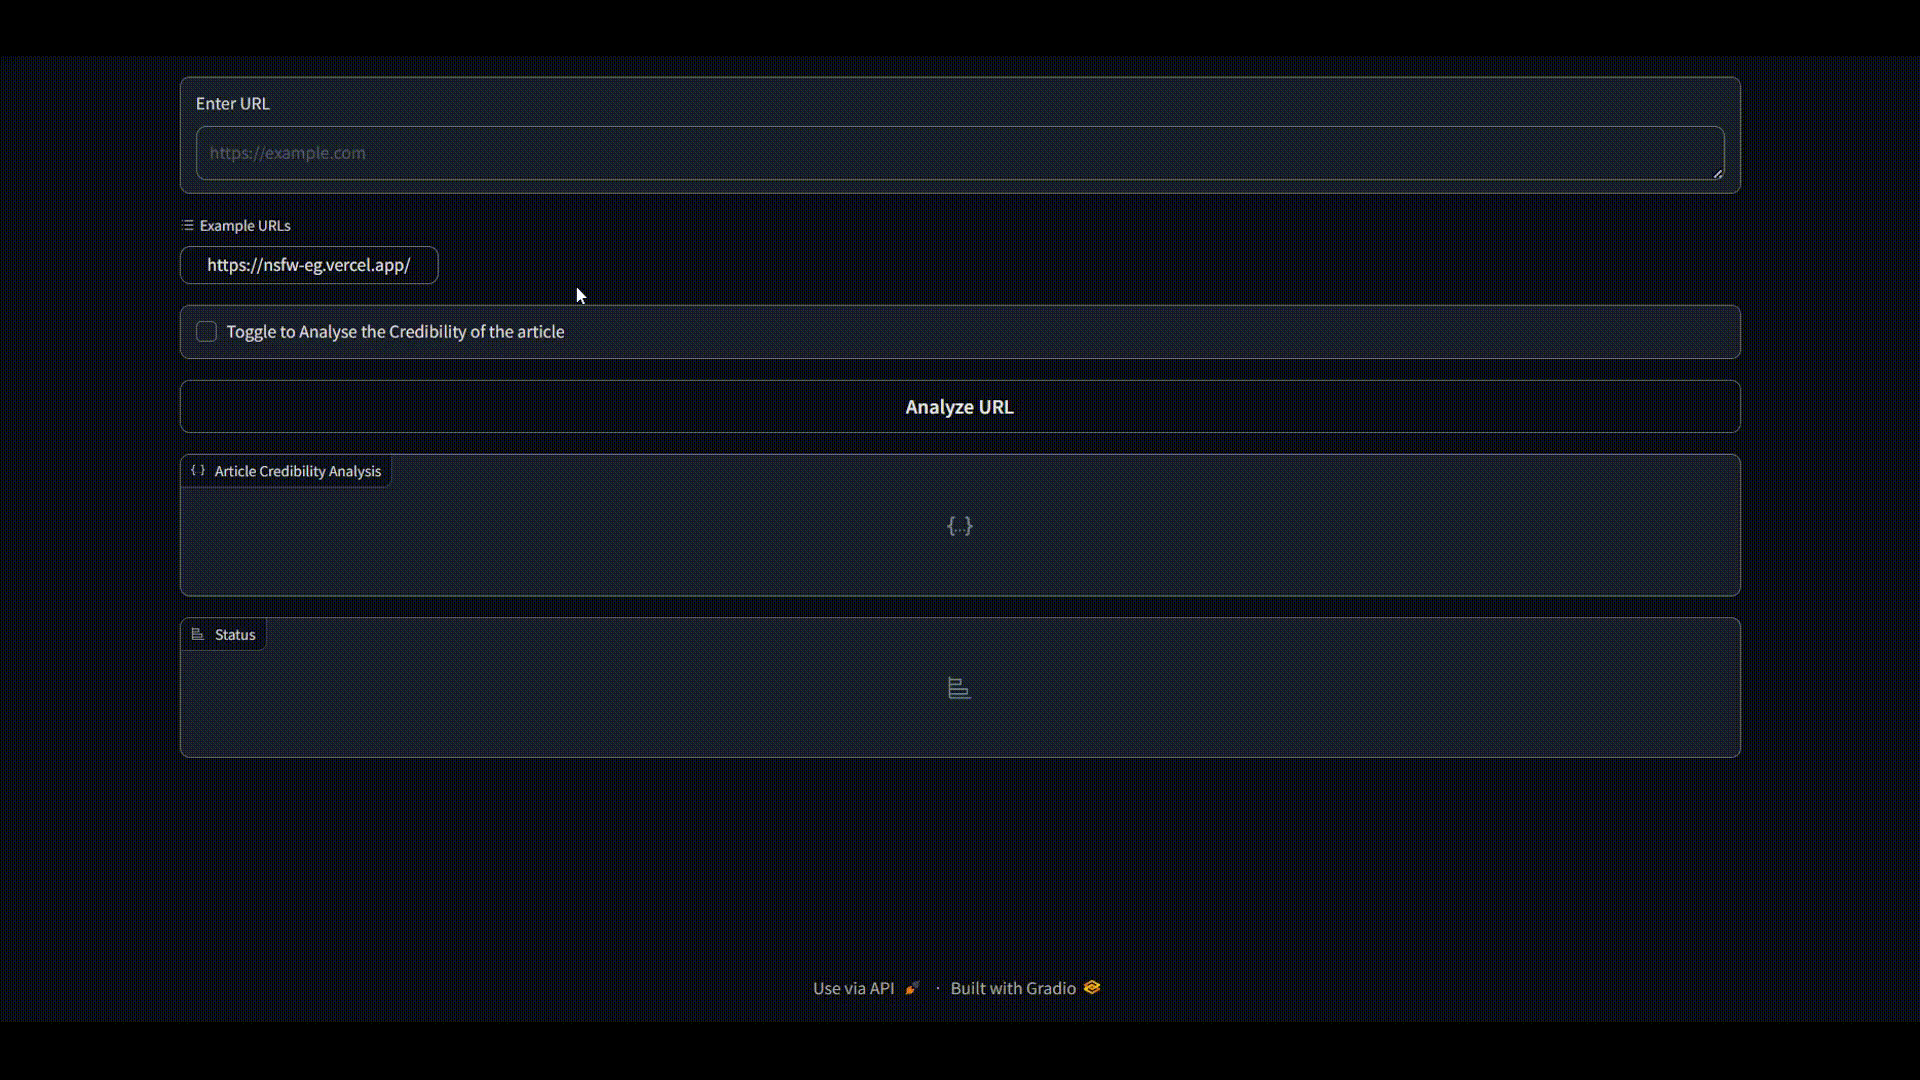 Enter URL
https://example.com
Example URLs
https://nsfw-eg.vercel.app/
Toggle to Analyse the Credibility of the article
Analyze URL
{ } Article Credibility Analysis
{...}
Status
Use via API · Built with Gradio